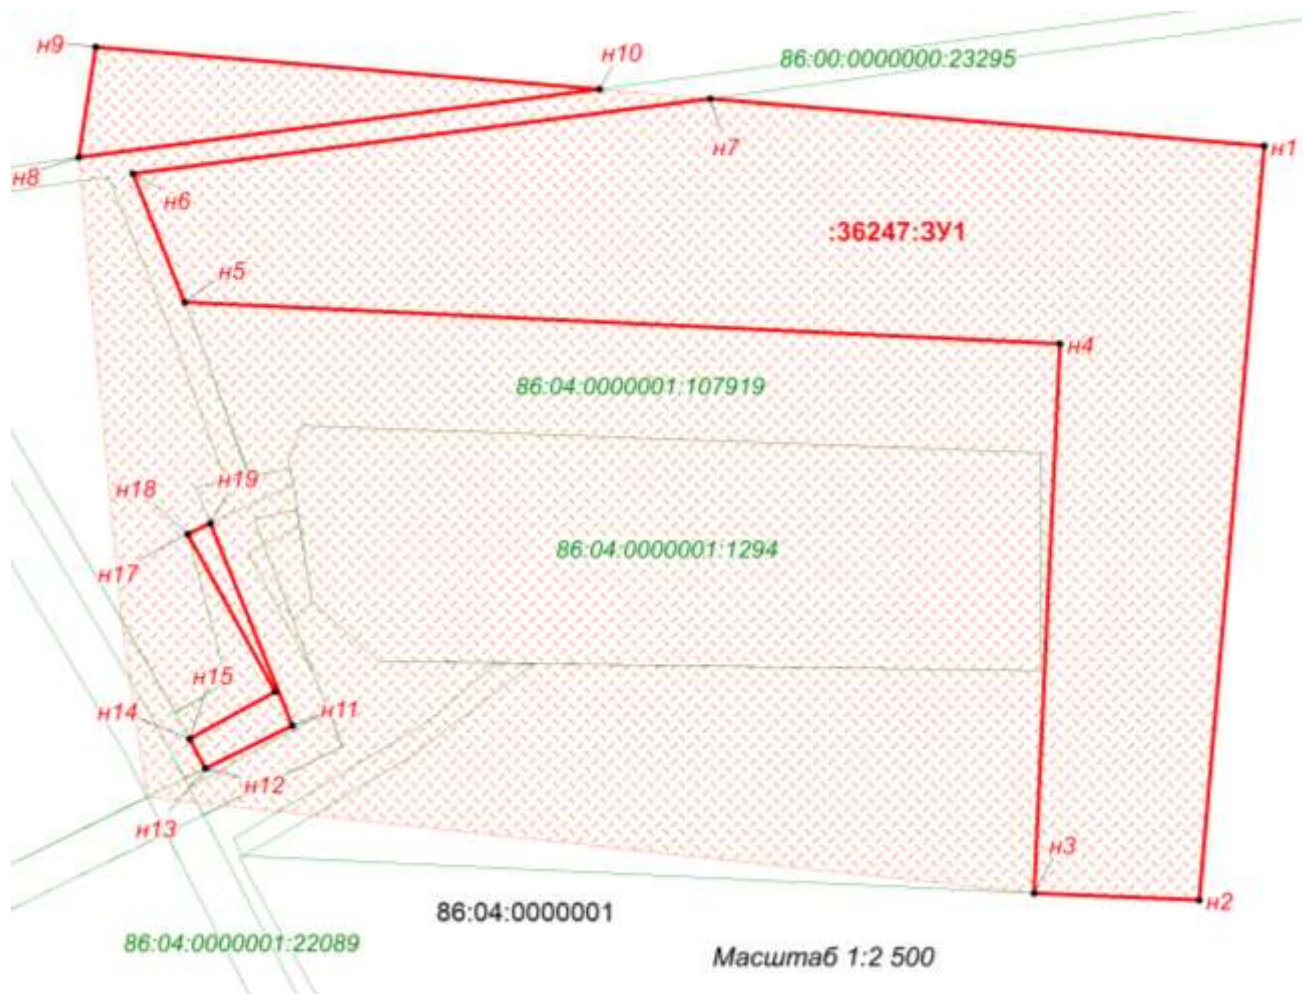 н9
н10
86:00:0000000:23295
н7
н1
н8
н6
:36247:ЗУ1
н5
н4
86:04:0000001:107919
н19
н18
86:04:0000001:1294
н17
н15
н14
н11
н12
н13
н3
н2
86:04:0000001
86:04:0000001:22089
Масштаб 1:2 500